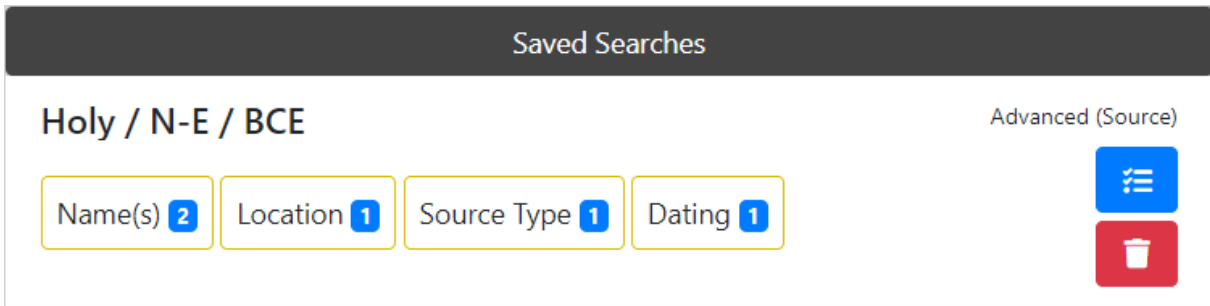 Saved Searches
Holy / N-E / BCE
Advanced (Source)
Name(s) 2 Location 1 Source Type 1 Dating 1